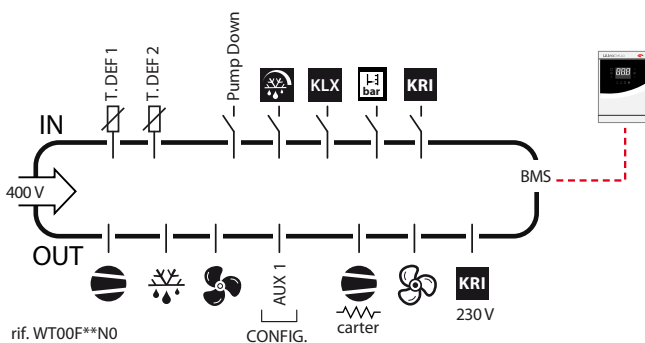 T. DEF 1
T. DEF 2
Pump Down
KLX
bar
KRI
IN
400 V
BMS
OUT
AUX 1
KRI
230 V
carter
CONFIG.
rif. WT00F**N0